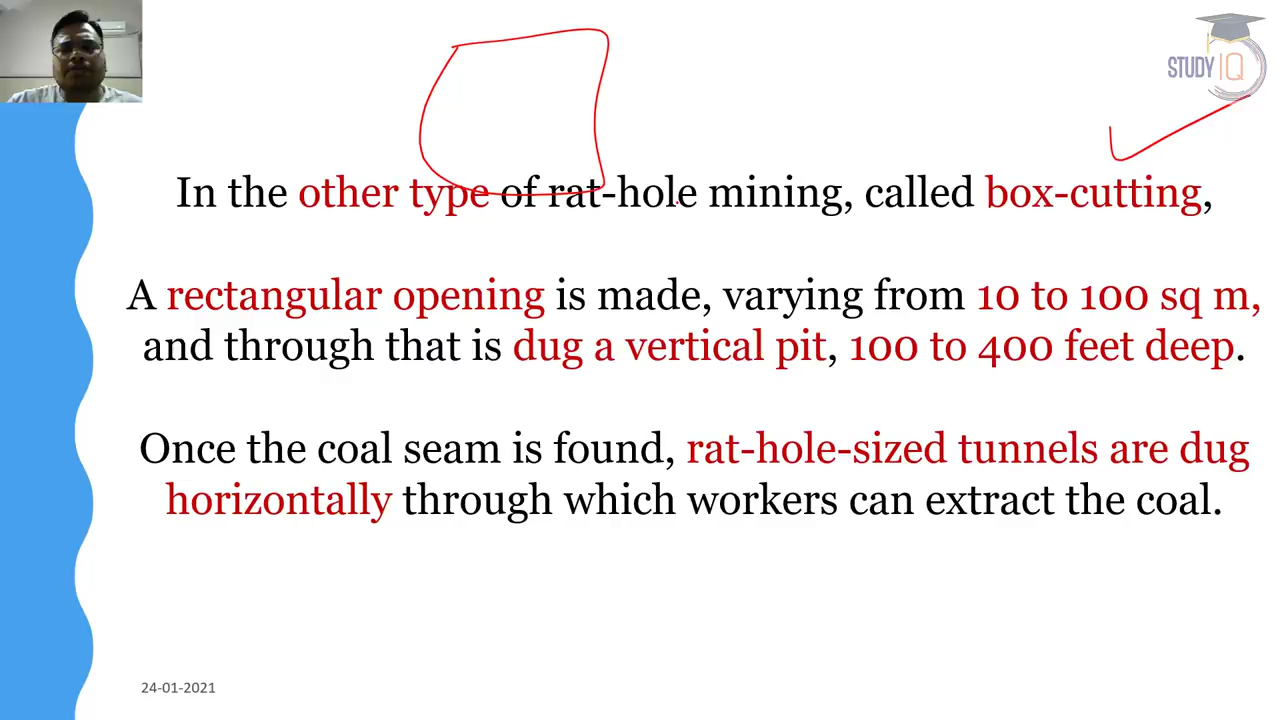 STUDY IQ
In the other type of rat-hole mining, called box-cutting,
A rectangular opening is made, varying from 10 to 100 sq m,
and through that is dug a vertical pit, 100 to 400 feet deep.
Once the coal seam is found, rat-hole-sized tunnels are dug
horizontally through which workers can extract the coal.
24-01-2021